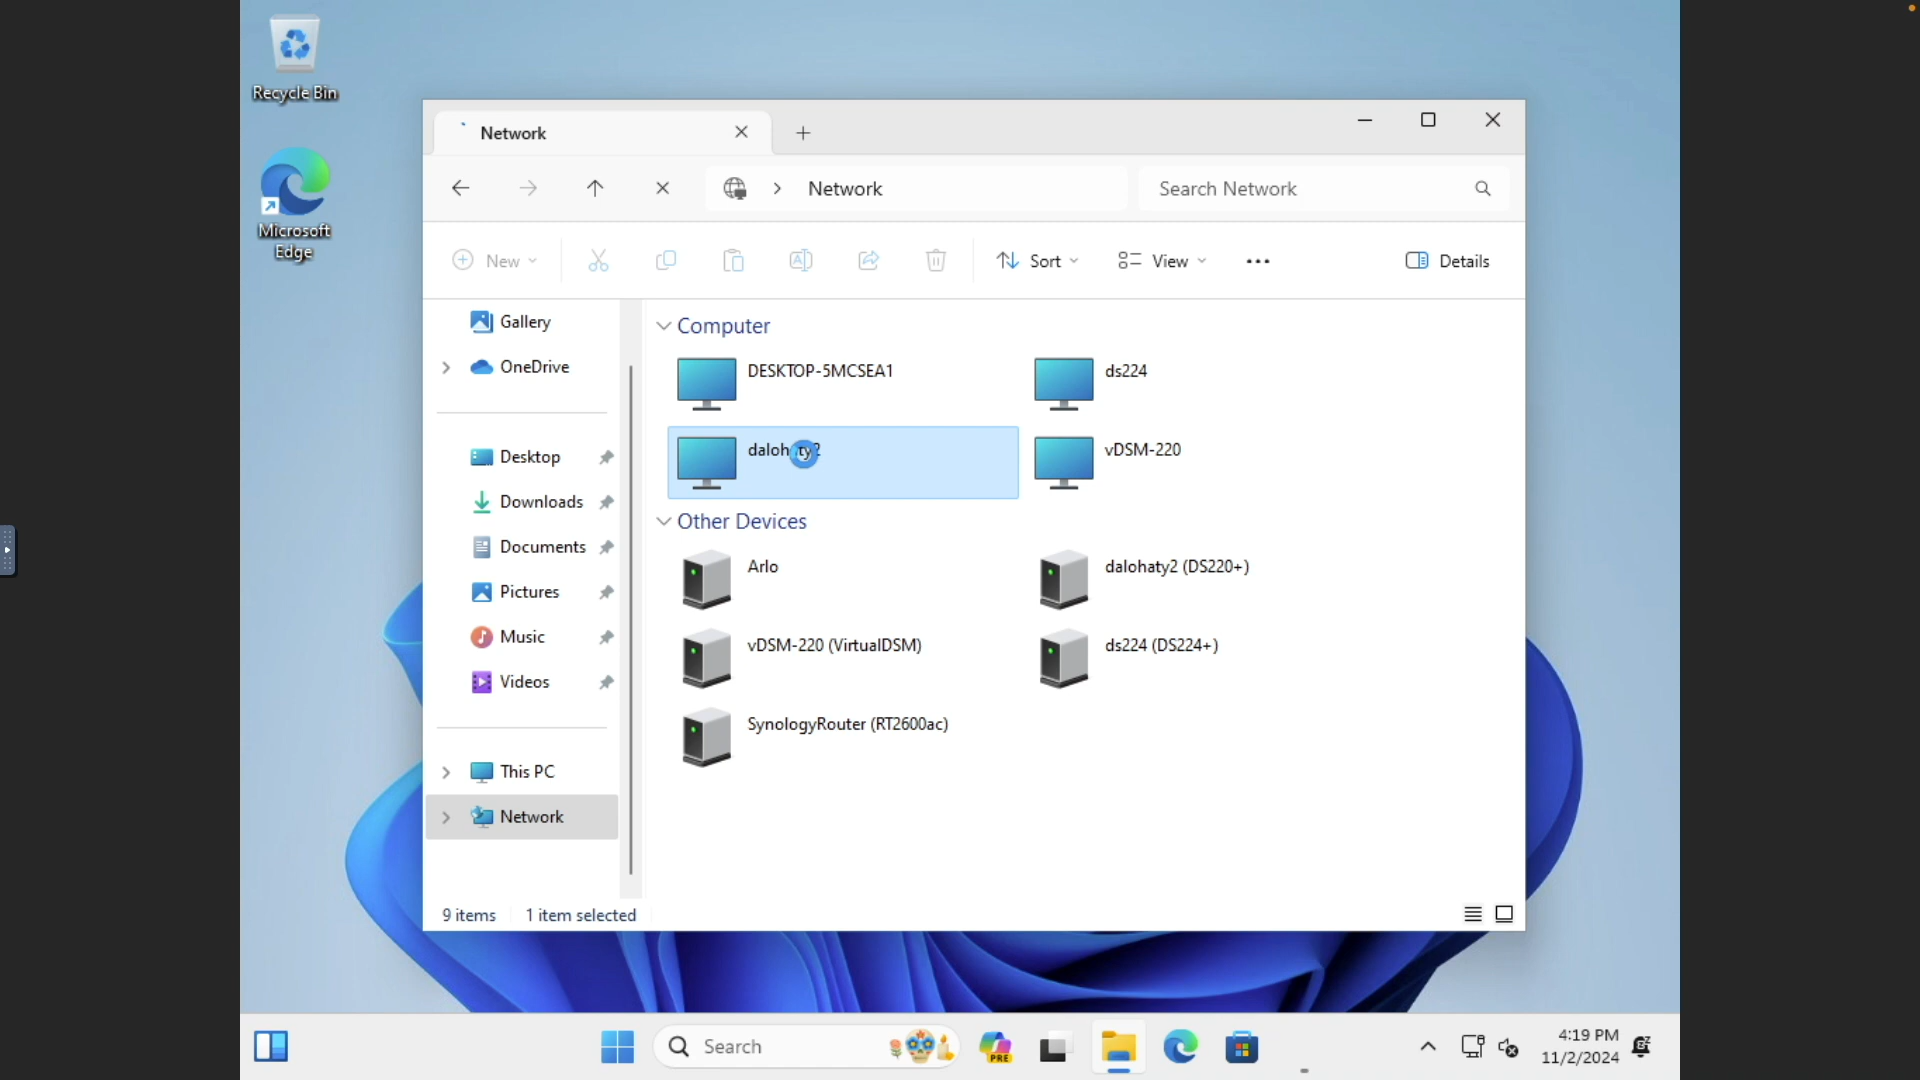 Recycle Bin
Microsoft
Edge
Network
Network
Search Network
New
Sort
View
Details
Gallery
OneDrive
Desktop
Downloads
Documents
Pictures
Music
Videos
This PC
Network
Computer
DESKTOP-5MCSEA1
ds224
dalohaty2
vDSM-220
Other Devices
Arlo
dalohaty2 (DS220+)
vDSM-220 (VirtualDSM)
ds224 (DS224+)
SynologyRouter (RT2600ac)
9 items
1 item selected
Search
PRE
4:19 PM
11/2/2024